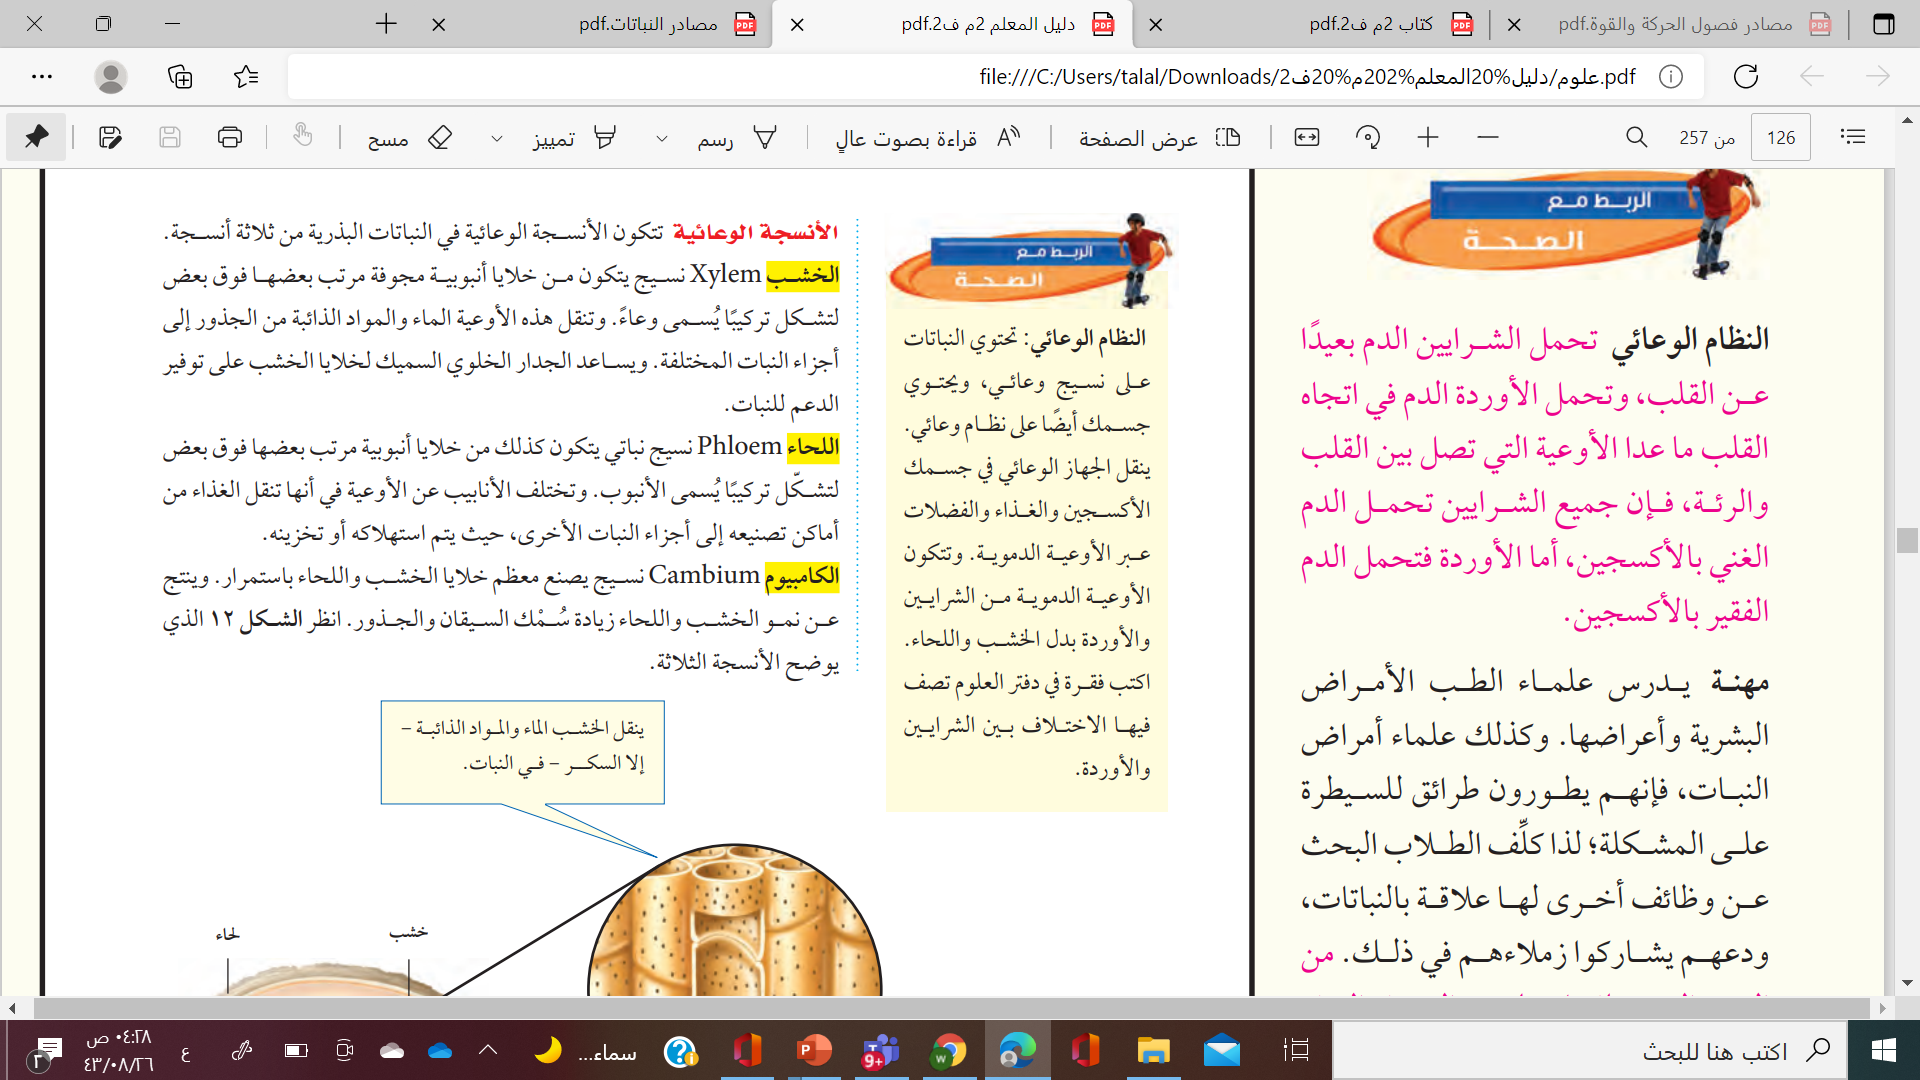 مصادر فصول الحركة والقوة.pdf
كتاب 2م ف2.pdf
دليل المعلم 2م ف2.pdf
مصادر النباتات.pdf
file:///C:/Users/talal/Downloads/علوم/دليل%20المعلم%202م%20ف2.pdf
126
من 257
عرض الصفحة
قراءة بصوت عالٍ
رسم
تمييز
مسح
الربط مع
الصحة
النظام الوعائي تحمل الشرايين الدم بعيدًا
عن القلب، وتحمل الأوردة الدم في اتجاه
القلب ما عدا الأوعية التي تصل بين القلب
والرئة، فإن جميع الشرايين تحمل الدم
الغني بالأكسجين، أما الأوردة فتحمل الدم
الفقير بالأكسجين.
مهنة يدرس علماء الطب الأمراض
البشرية وأعراضها. وكذلك علماء أمراض
النبات، فإنهم يطورون طرائق للسيطرة
على المشكلة؛ لذا كلِّف الطلاب البحث
عن وظائف أخرى لها علاقة بالنباتات،
ودعهم يشاركوا زملاءهم في ذلك. من
الربط مع
الصحة
النظام الوعائي: تحتوي النباتات
على نسيج وعائي، ويحتوي
جسمك أيضًا على نظام وعائي.
ينقل الجهاز الوعائي في جسمك
الأكسجين والغذاء والفضلات
عبر الأوعية الدموية. وتتكون
الأوعية الدموية من الشرايين
والأوردة بدل الخشب واللحاء.
اكتب فقرة في دفتر العلوم تصف
فيها الاختلاف بين الشرايين
والأوردة.
الأنسجة الوعائية تتكون الأنسجة الوعائية في النباتات البذرية من ثلاثة أنسجة.
الخشب Xylem نسيج يتكون من خلايا أنبوبية مجوفة مرتب بعضها فوق بعض
لتشكل تركيبًا يُسمى وعاءً. وتنقل هذه الأوعية الماء والمواد الذائبة من الجذور إلى
أجزاء النبات المختلفة. ويساعد الجدار الخلوي السميك لخلايا الخشب على توفير
الدعم للنبات.
اللحاء Phloem نسيج نباتي يتكون كذلك من خلايا أنبوبية مرتب بعضها فوق بعض
لتشكّل تركيبًا يُسمى الأنبوب. وتختلف الأنابيب عن الأوعية في أنها تنقل الغذاء من
أماكن تصنيعه إلى أجزاء النبات الأخرى، حيث يتم استهلاكه أو تخزينه.
الكامبيوم Cambium نسيج يصنع معظم خلايا الخشب واللحاء باستمرار. وينتج
عن نمو الخشب واللحاء زيادة سُمْك السيقان والجذور. انظر الشكل ١٢ الذي
يوضح الأنسجة الثلاثة.
ينقل الخشب الماء والمواد الذائبة –
إلا السكر – في النبات.
خشب
لحاء
اكتب هنا للبحث
سماء...
9+
ع
٠٤:٢٨ ص
٤٣/٠٨/٢٦
٣